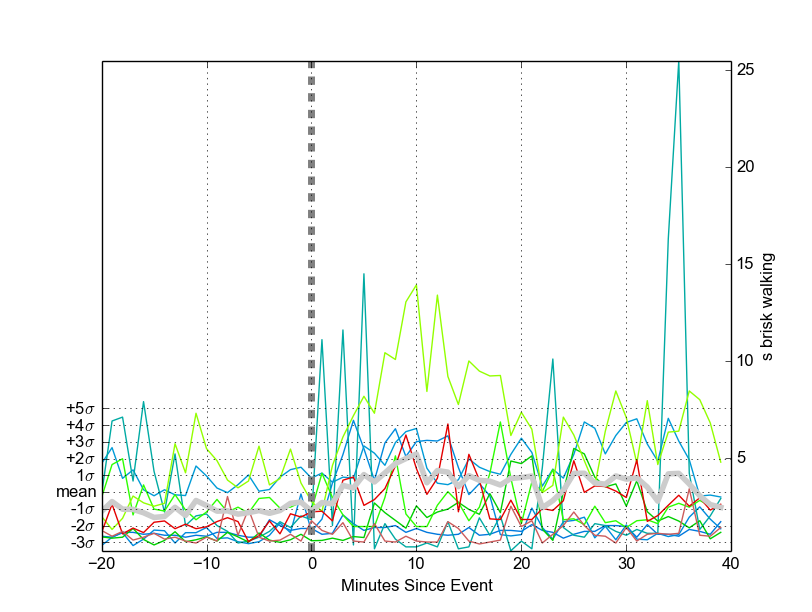 25
20
15
10
5
s brisk walking
+5σ
+4σ
+3σ
+2σ
1σ
mean
-1σ
-2σ
-3σ
−20
−10
0
10
20
30
40
Minutes Since Event